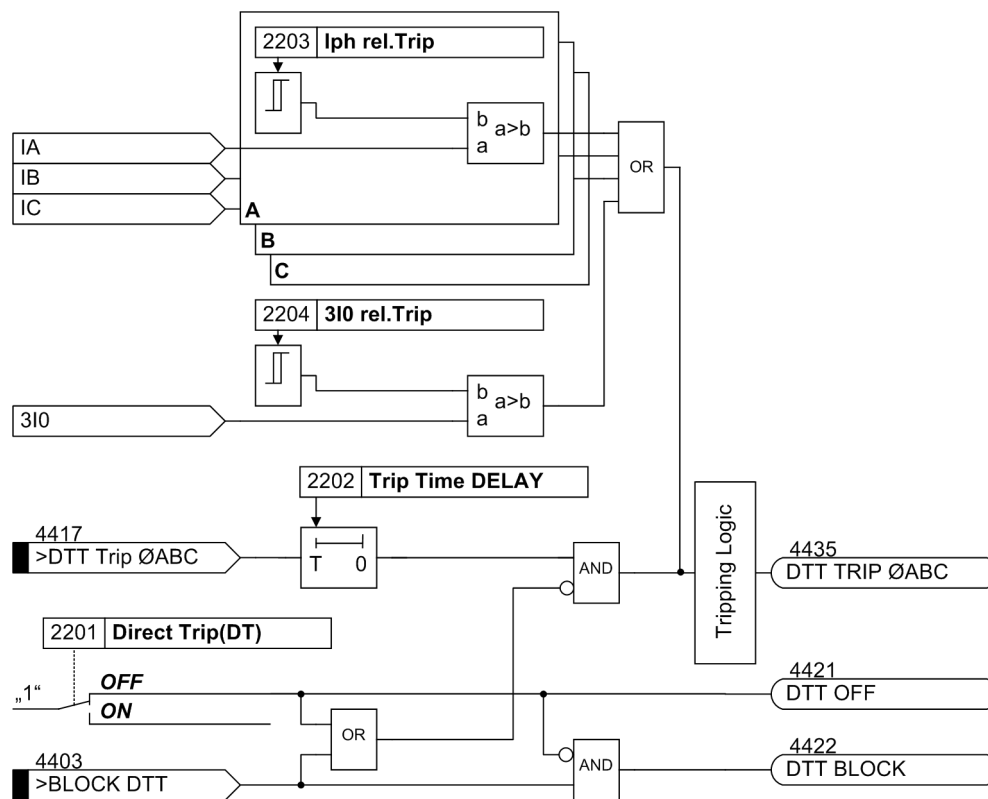 2203 Iph rel.Trip
b
a>b
a
IA
IB
IC
OR
A
B
C
2204 3I0 rel.Trip
b
a>b
a
3I0
2202 Trip Time DELAY
4417
>DTT Trip ØABC
T 0
AND
Tripping Logic
4435
DTT TRIP ØABC
2201 Direct Trip(DT)
„1“
OFF
ON
OR
4421
DTT OFF
4403
>BLOCK DTT
AND
4422
DTT BLOCK